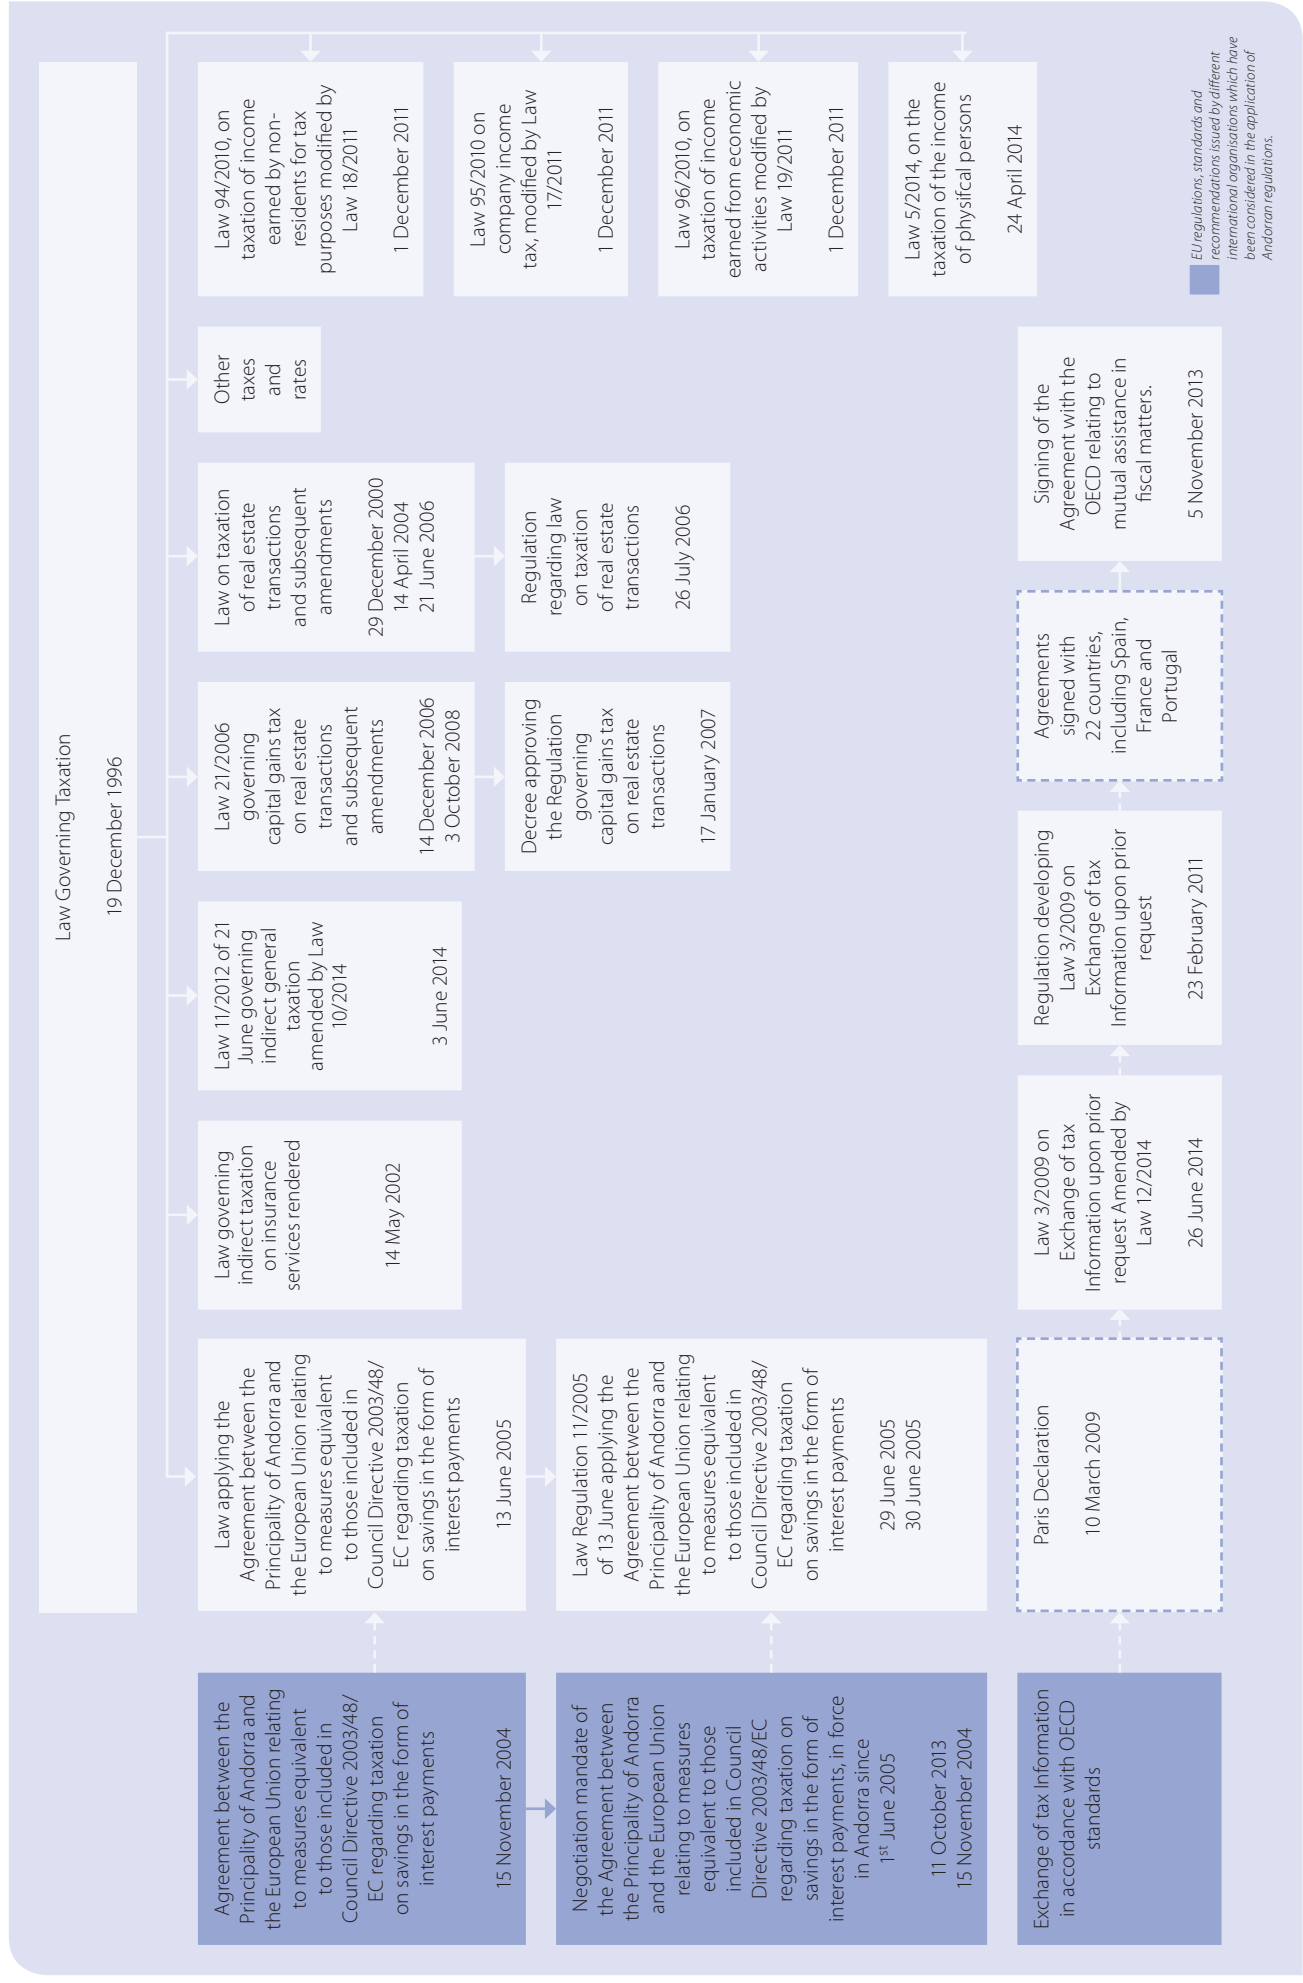 Law Governing Taxation
19 December 1996
Agreement between the
Principality of Andorra and
the European Union relating
to measures equivalent
to those included in
Council Directive 2003/48/
EC regarding taxation
on savings in the form of
interest payments
15 November 2004
Law applying the
Agreement between the
Principality of Andorra and
the European Union relating
to measures equivalent
to those included in
Council Directive 2003/48/
EC regarding taxation
on savings in the form of
interest payments
13 June 2005
Law governing
indirect taxation
on insurance
services rendered
14 May 2002
Law 11/2012 of 21
June governing
indirect general
taxation
amended by Law
10/2014
3 June 2014
Law 21/2006
governing
capital gains tax
on real estate
transactions
and subsequent
amendments
14 December 2006
3 October 2008
Law on taxation
of real estate
transactions
and subsequent
amendments
29 December 2000
14 April 2004
21 June 2006
Other
taxes
and
rates
Law 94/2010, on
taxation of income
earned by non-
residents for tax
purposes modified by
Law 18/2011
1 December 2011
Law 95/2010 on
company income
tax, modified by Law
17/2011
1 December 2011
Law 96/2010, on
taxation of income
earned from economic
activities modified by
Law 19/2011
1 December 2011
Law 5/2014, on the
taxation of the income
of physifcal persons
24 April 2014
Negotiation mandate of
the Agreement between
the Principality of Andorra
and the European Union
relating to measures
equivalent to those
included in Council
Directive 2003/48/EC
regarding taxation on
savings in the form of
interest payments, in force
in Andorra since
1st June 2005
11 October 2013
15 November 2004
Law Regulation 11/2005
of 13 June applying the
Agreement between the
Principality of Andorra and
the European Union relating
to measures equivalent
to those included in
Council Directive 2003/48/
EC regarding taxation
on savings in the form of
interest payments
29 June 2005
30 June 2005
Decree approving
the Regulation
governing
capital gains tax
on real estate
transactions
17 January 2007
Regulation
regarding law
on taxation
of real estate
transactions
26 July 2006
Exchange of tax Information
in accordance with OECD
standards
Paris Declaration
10 March 2009
Law 3/2009 on
Exchange of tax
Information upon prior
request Amended by
Law 12/2014
26 June 2014
Regulation developing
Law 3/2009 on
Exchange of tax
Information upon prior
request
23 February 2011
Agreements
signed with
22 countries,
including Spain,
France and
Portugal
Signing of the
Agreement with the
OECD relating to
mutual assistance in
fiscal matters.
5 November 2013
EU regulations, standards and
recommendations issued by different
international organisations which have
been considered in the application of
Andorran regulations.